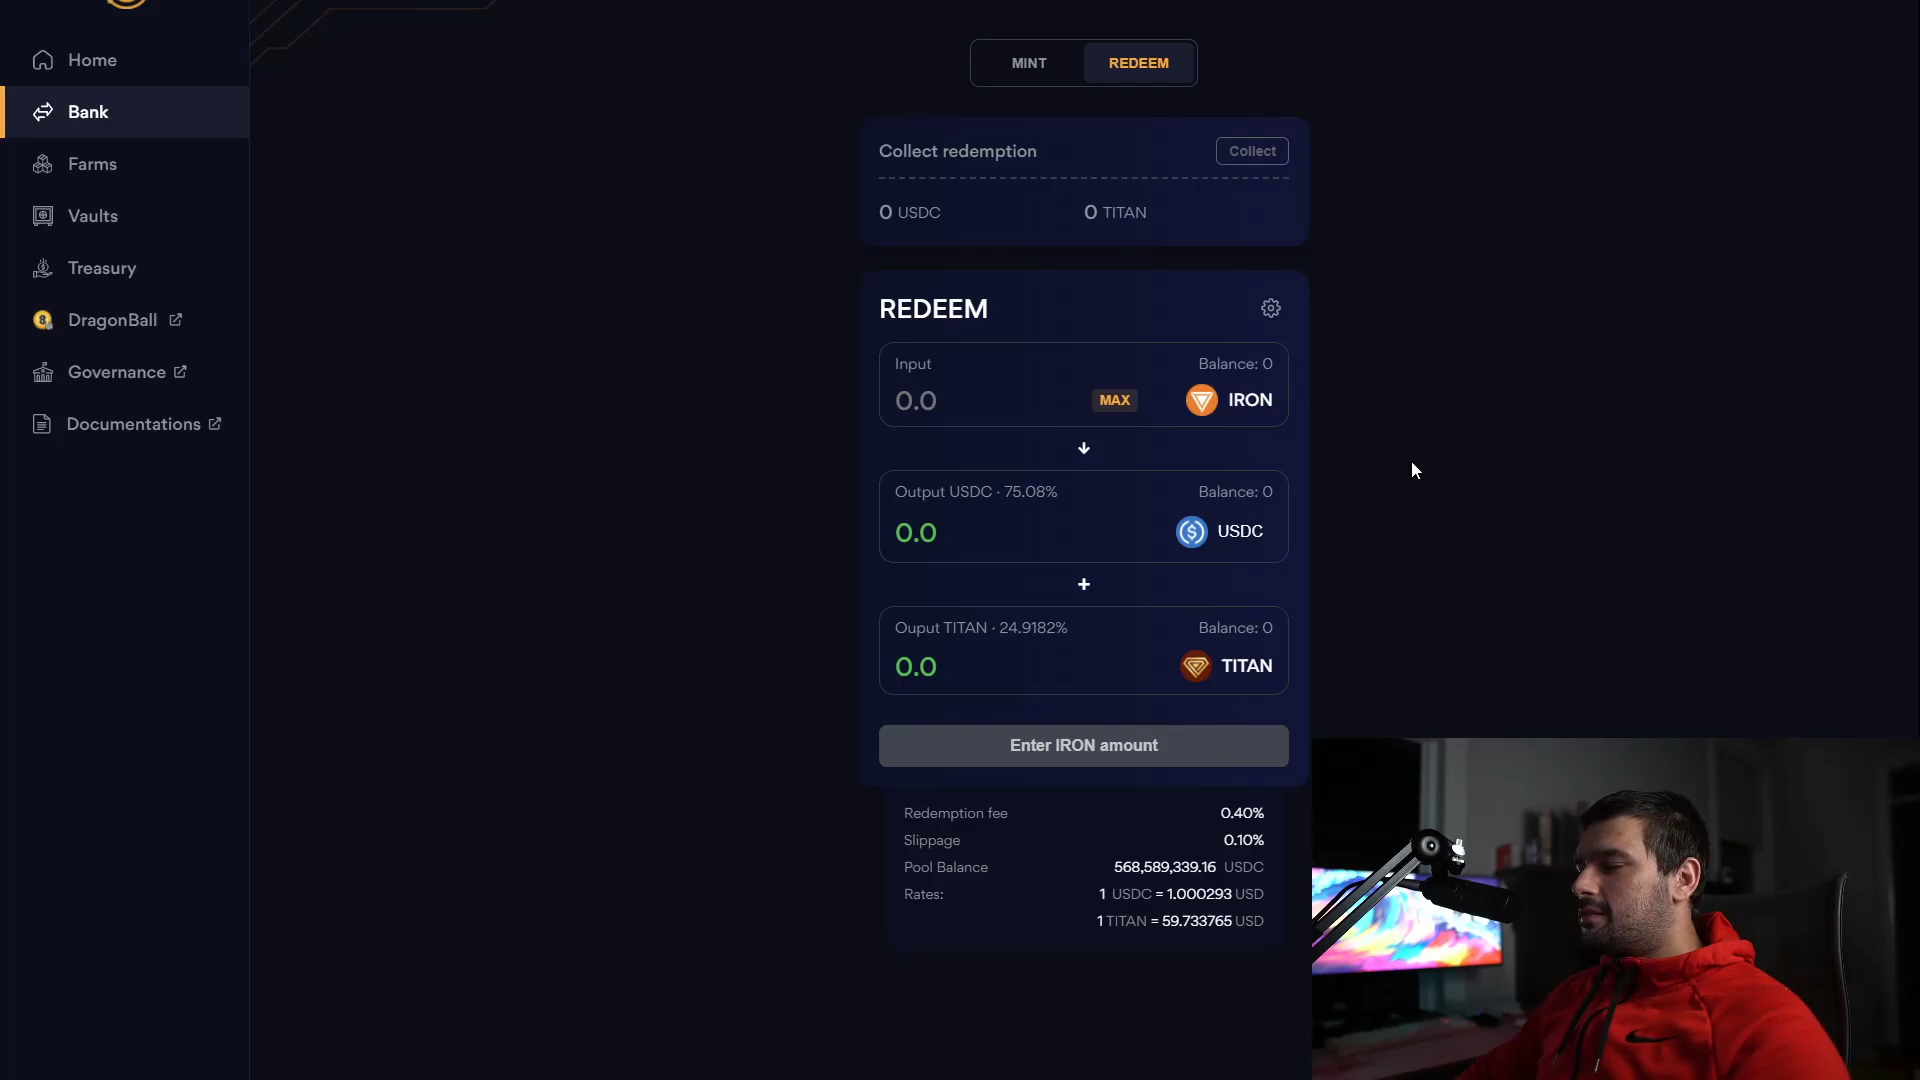 Home
Bank
Farms
Vaults
Treasury
DragonBall
Governance
Documentations
MINT REDEEM
Collect redemption Collect
0 USDC 0 TITAN
REDEEM
Input Balance: 0
0.0 MAX IRON
Output USDC · 75.08% Balance: 0
0.0 USDC
Ouput TITAN · 24.9182% Balance: 0
0.0 TITAN
Enter IRON amount
Redemption fee 0.40%
Slippage 0.10%
Pool Balance 568,589,339.16 USDC
Rates: 1 USDC = 1.000293 USD
1 TITAN = 59.733765 USD